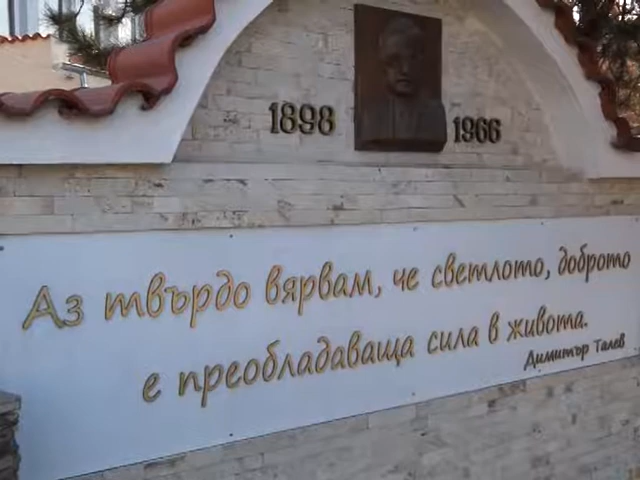 1898 1966
Аз твърдо вярвам, че светлото, доброто
е преобладаваща сила в живота.
Димитър Талев